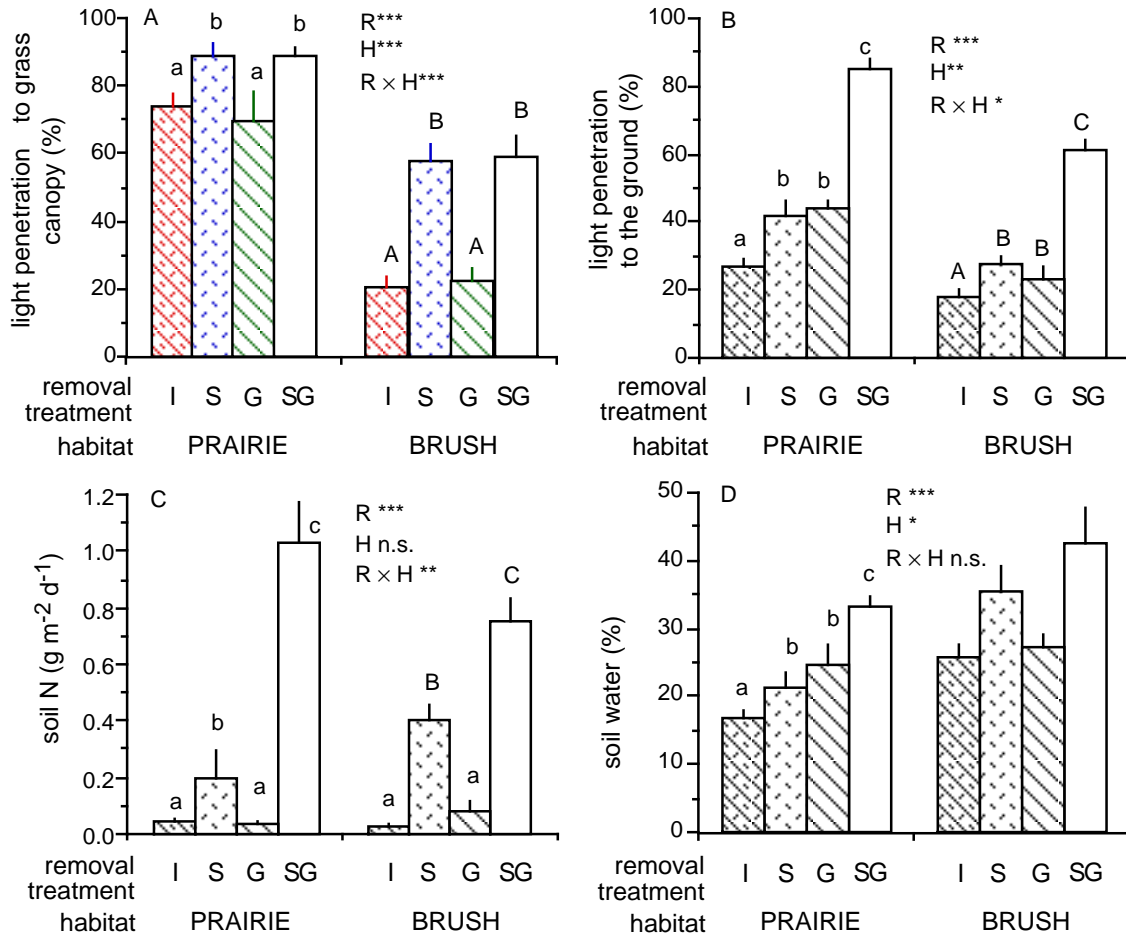 A
light penetration to grass
canopy (%)
100
80
60
40
20
0
a
b
a
b
R***
H***
R × H***
A
B
A
B
removal
treatment
I S G SG I S G SG
habitat PRAIRIE BRUSH
B
light penetration
to the ground (%)
100
80
60
40
20
0
a
b
b
c
R ***
H**
R × H *
A
B
B
C
removal
treatment
I S G SG I S G SG
habitat PRAIRIE BRUSH
C
soil N (g m-2 d-1)
1.2
1.0
0.8
0.6
0.4
0.2
0.0
a
b
a
c
R ***
H n.s.
R × H **
a
B
a
C
removal
treatment
I S G SG I S G SG
habitat PRAIRIE BRUSH
D
soil water (%)
50
40
30
20
10
0
a
b
b
c
R ***
H *
R × H n.s.
removal
treatment
I S G SG I S G SG
habitat PRAIRIE BRUSH